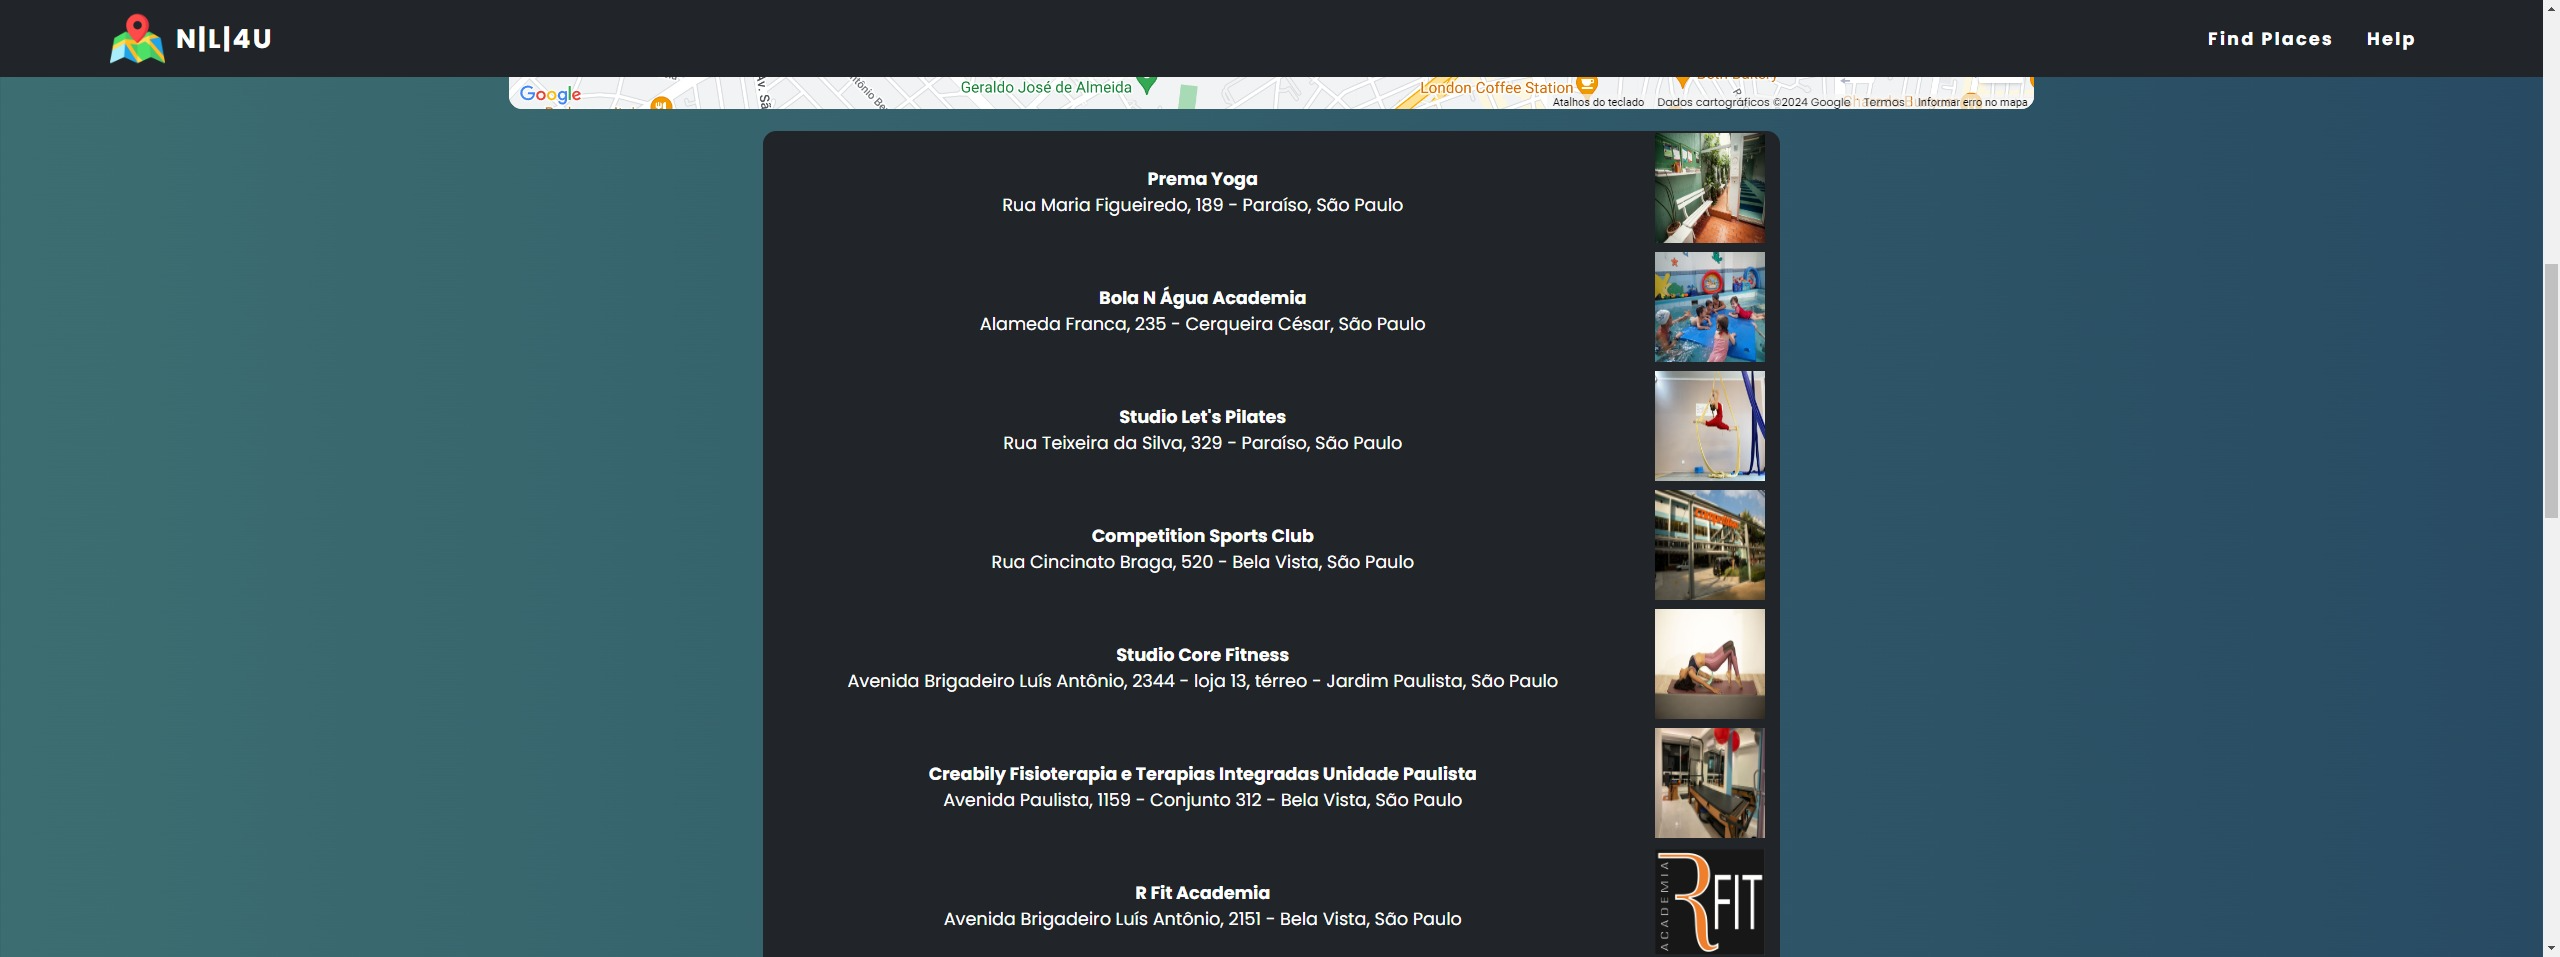 N|L|4U
Find Places
Help
Geraldo José de Almeida
London Coffee Station
Google
Atalhos do teclado
Dados cartográficos ©2024 Google
Termos
Informar erro no mapa
Prema Yoga
Rua Maria Figueiredo, 189 - Paraíso, São Paulo
Bola N Água Academia
Alameda Franca, 235 - Cerqueira César, São Paulo
Studio Let's Pilates
Rua Teixeira da Silva, 329 - Paraíso, São Paulo
Competition Sports Club
Rua Cincinato Braga, 520 - Bela Vista, São Paulo
Studio Core Fitness
Avenida Brigadeiro Luís Antônio, 2344 - loja 13, térreo - Jardim Paulista, São Paulo
Creabily Fisioterapia e Terapias Integradas Unidade Paulista
Avenida Paulista, 1159 - Conjunto 312 - Bela Vista, São Paulo
R Fit Academia
Avenida Brigadeiro Luís Antônio, 2151 - Bela Vista, São Paulo
ACADEMIA
RFIT